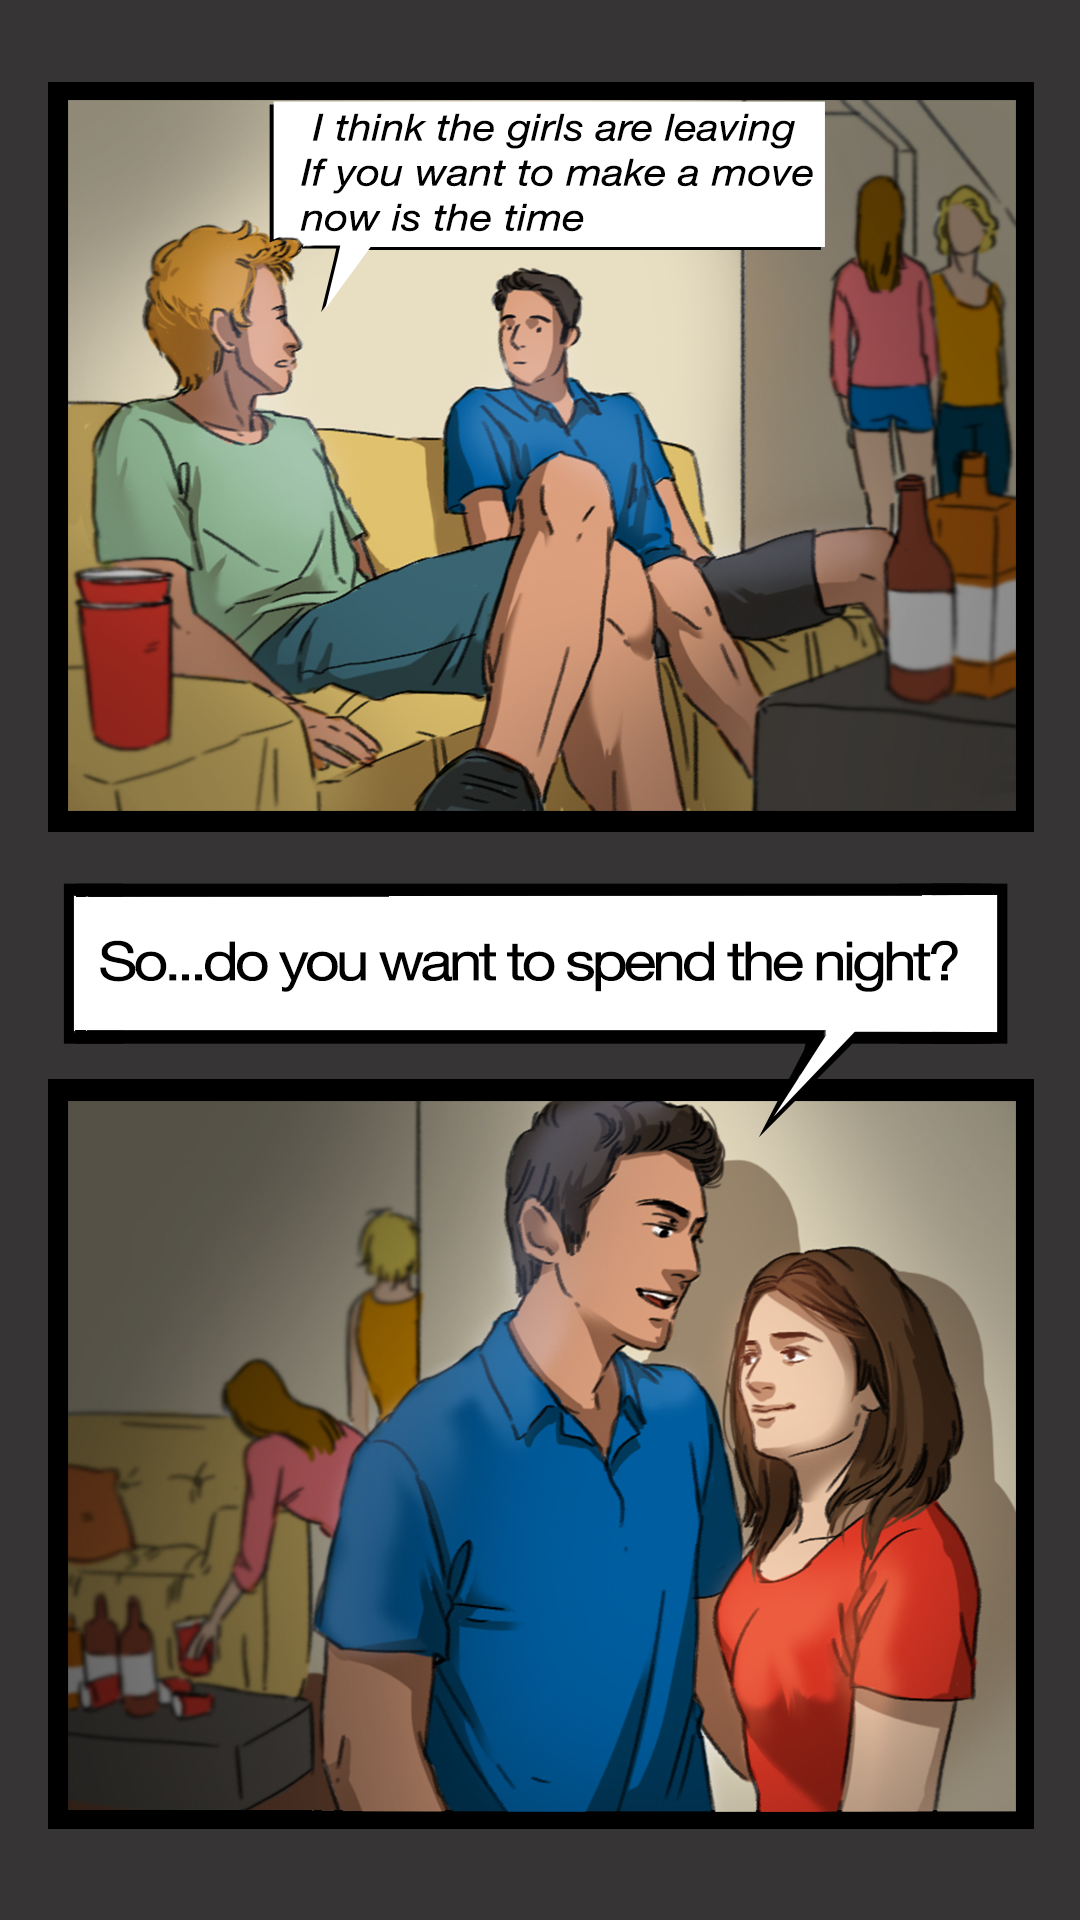 I think the girls are leaving
If you want to make a move
now is the time
So...do you want to spend the night?